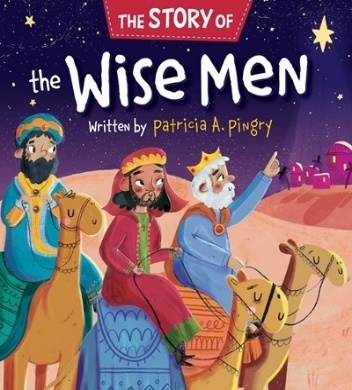 THE STORY OF
the WISE MEN
Written by Patricia A. Pingry